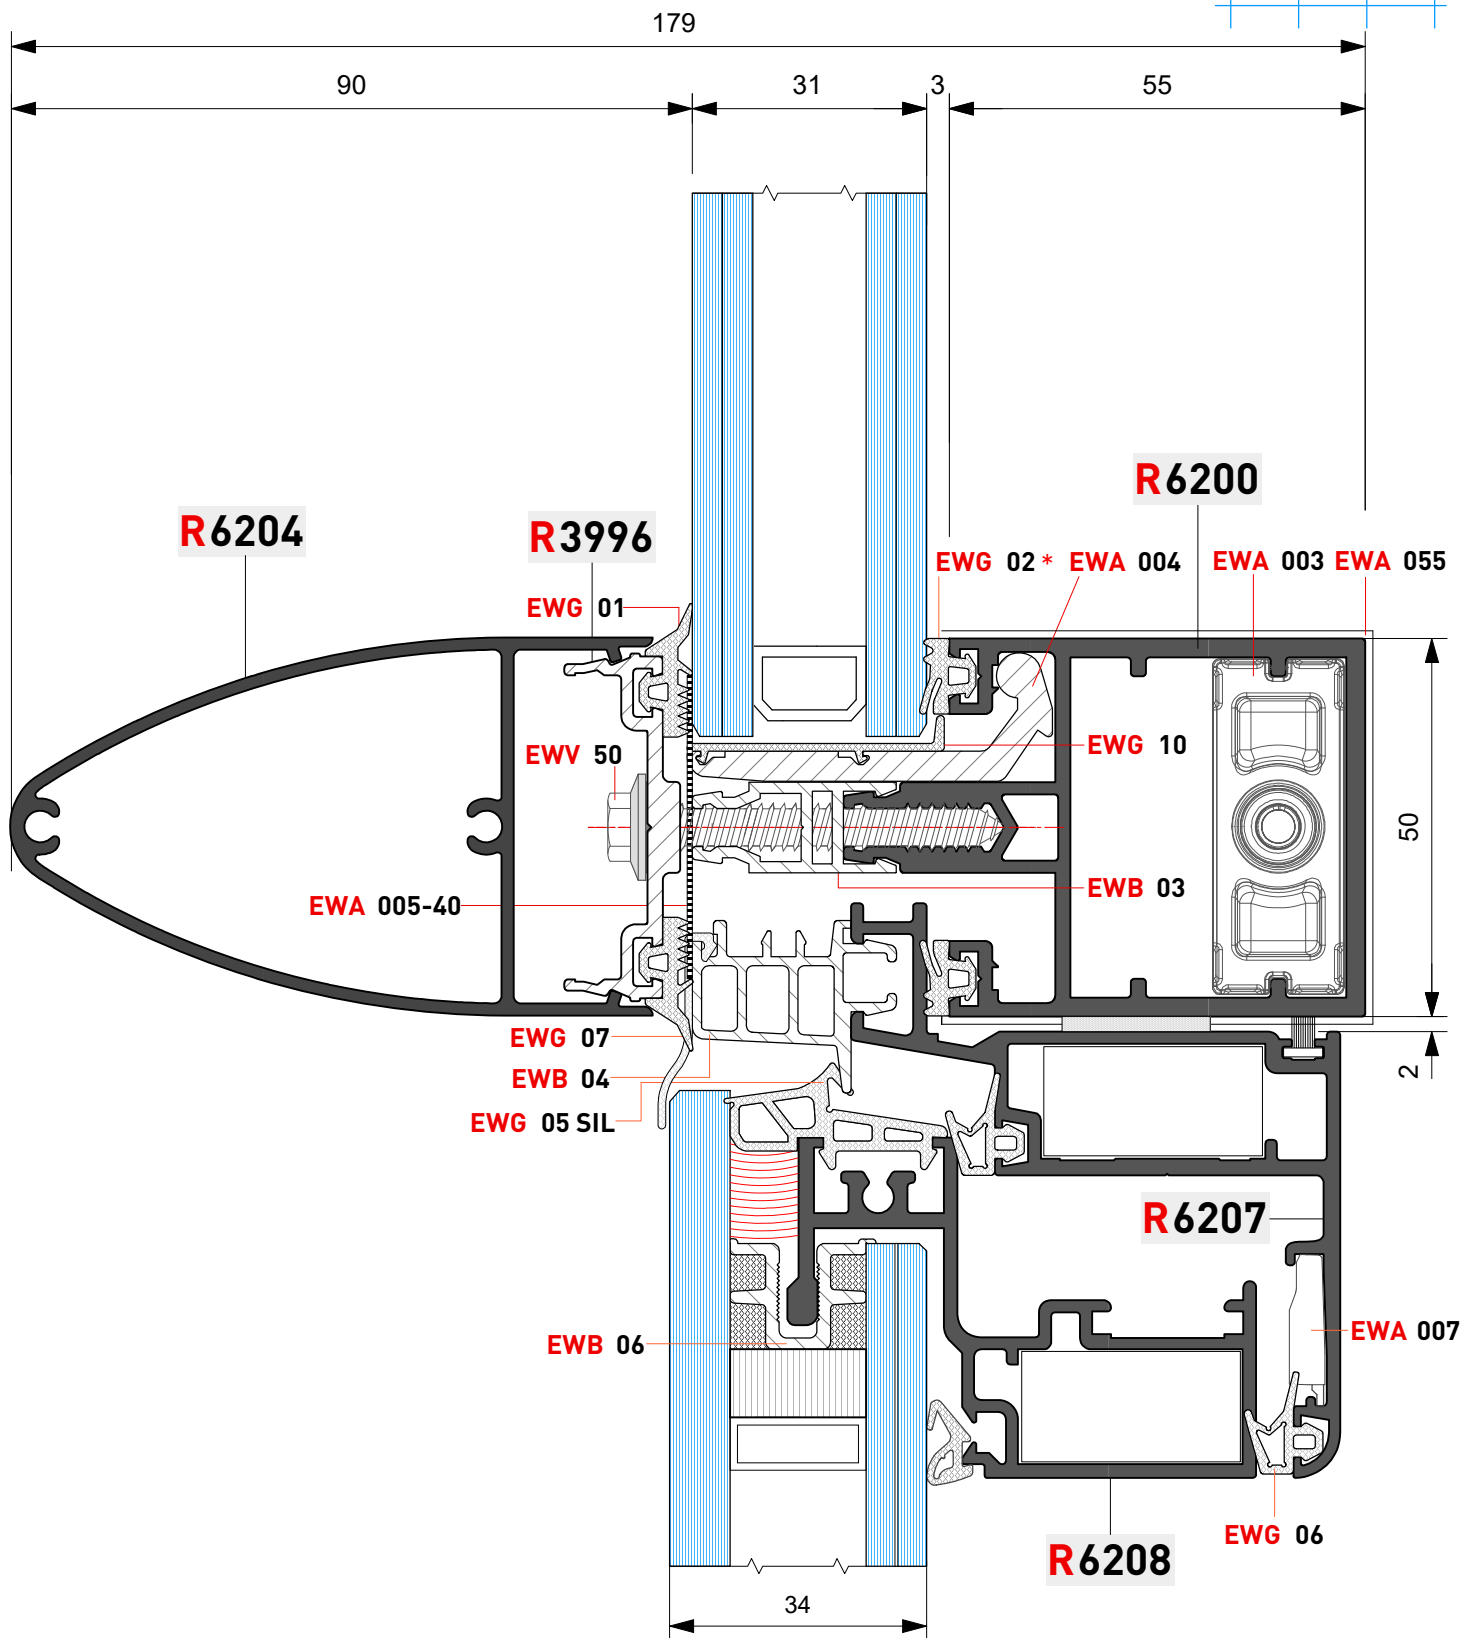 179
90 31 3 55
R6200
R6204
R3996
EWG 02 * EWA 004 EWA 003 EWA 055
EWG 01
EWV 50
EWG 10
50
EWB 03
EWA 005-40
EWG 07
EWB 04
2
EWG 05 SIL
R6207
EWA 007
EWB 06
EWG 06
R6208
34